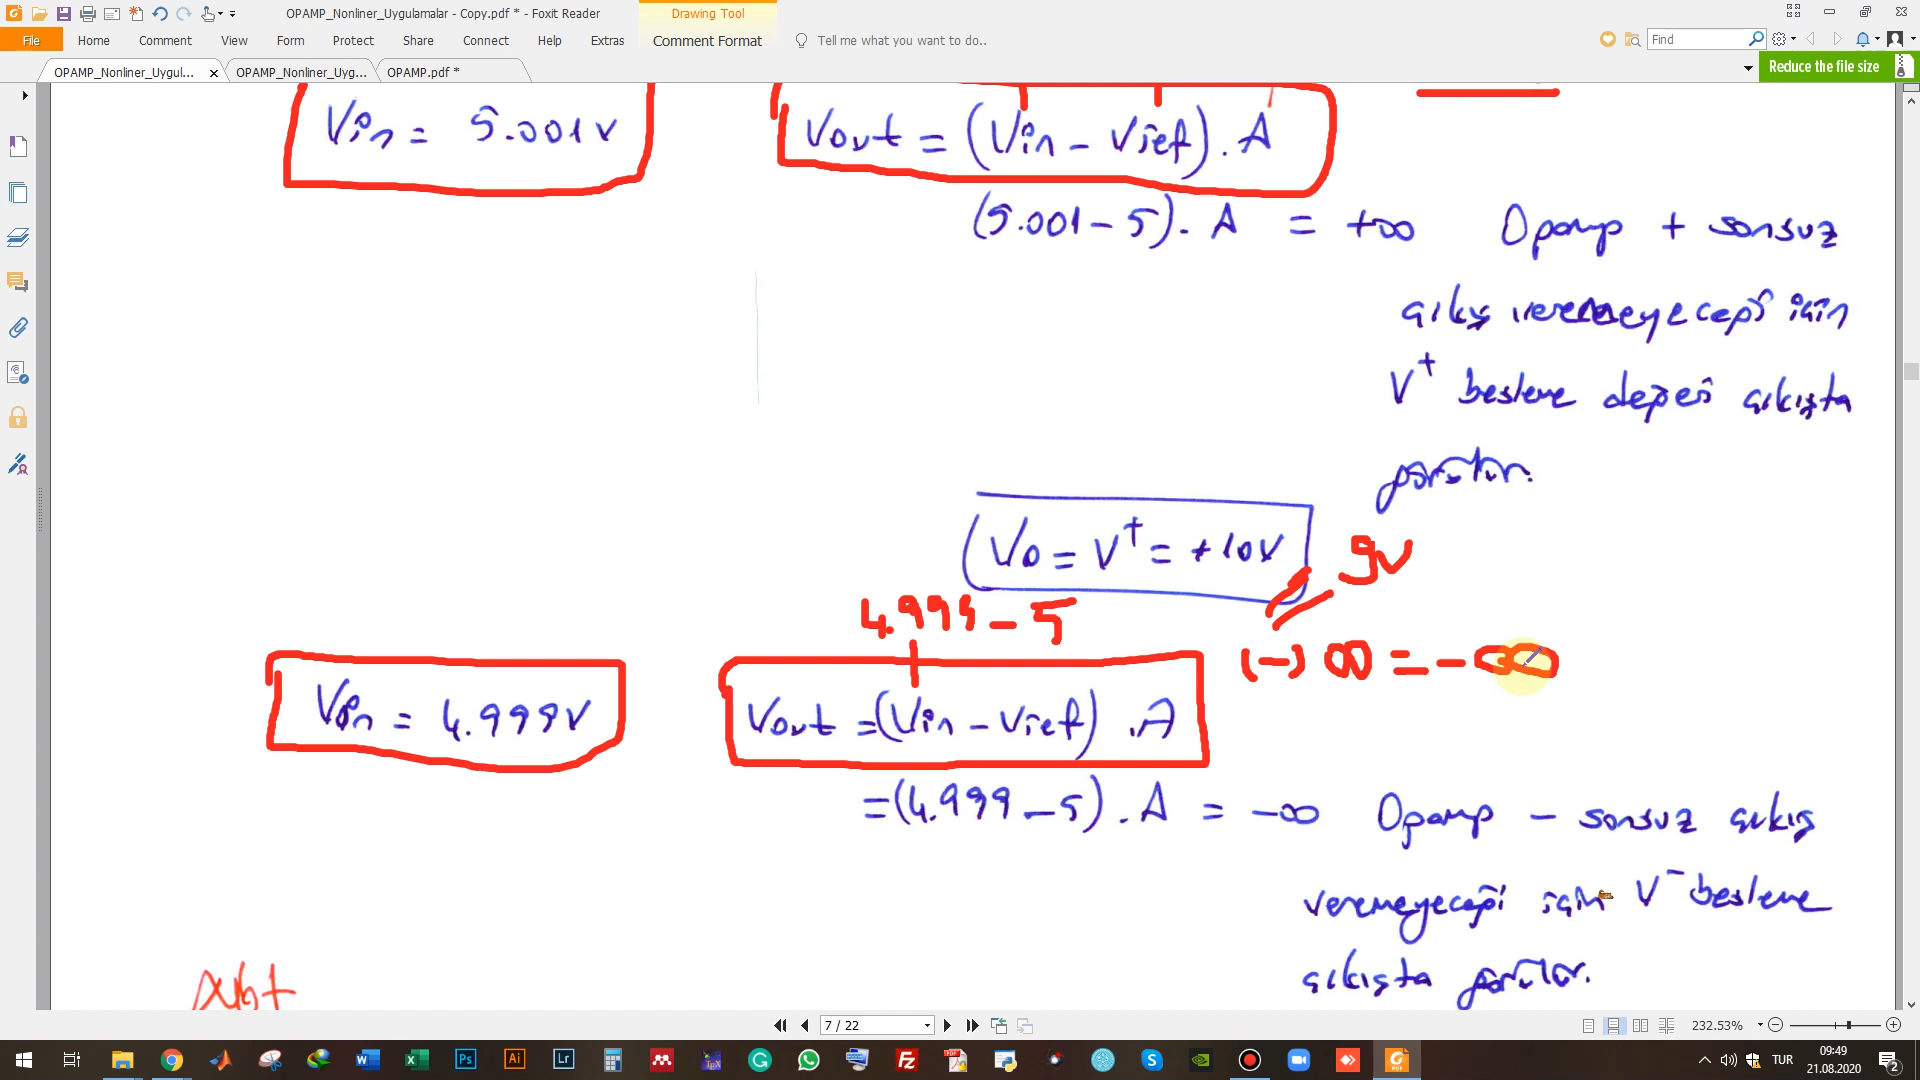 OPAMP_Nonliner_Uygulamalar - Copy.pdf * - Foxit Reader
Drawing Tool
File Home Comment View Form Protect Share Connect Help Extras Comment Format Tell me what you want to do.. Find
OPAMP_Nonliner_Uygul... OPAMP_Nonliner_Uyg... OPAMP.pdf * Reduce the file size
Vin = 5.001V Vout = (Vin - Vref) . A
(5.001 - 5) . A = +∞ Opamp + sonsuz
çıkış veremeyeceği için
V+ besleme değeri çıkışta
görülür.
Vo = V+ = +10V 9V
4.999 - 5 (-) ∞ = - ∞
Vin = 4.999V Vout = (Vin - Vref) . A
= (4.999 - 5) . A = -∞ Opamp - sonsuz çıkış
veremeyeceği için V- besleme
çıkışta görülür.
7 / 22 232.53%
TUR 09:49
21.08.2020 2